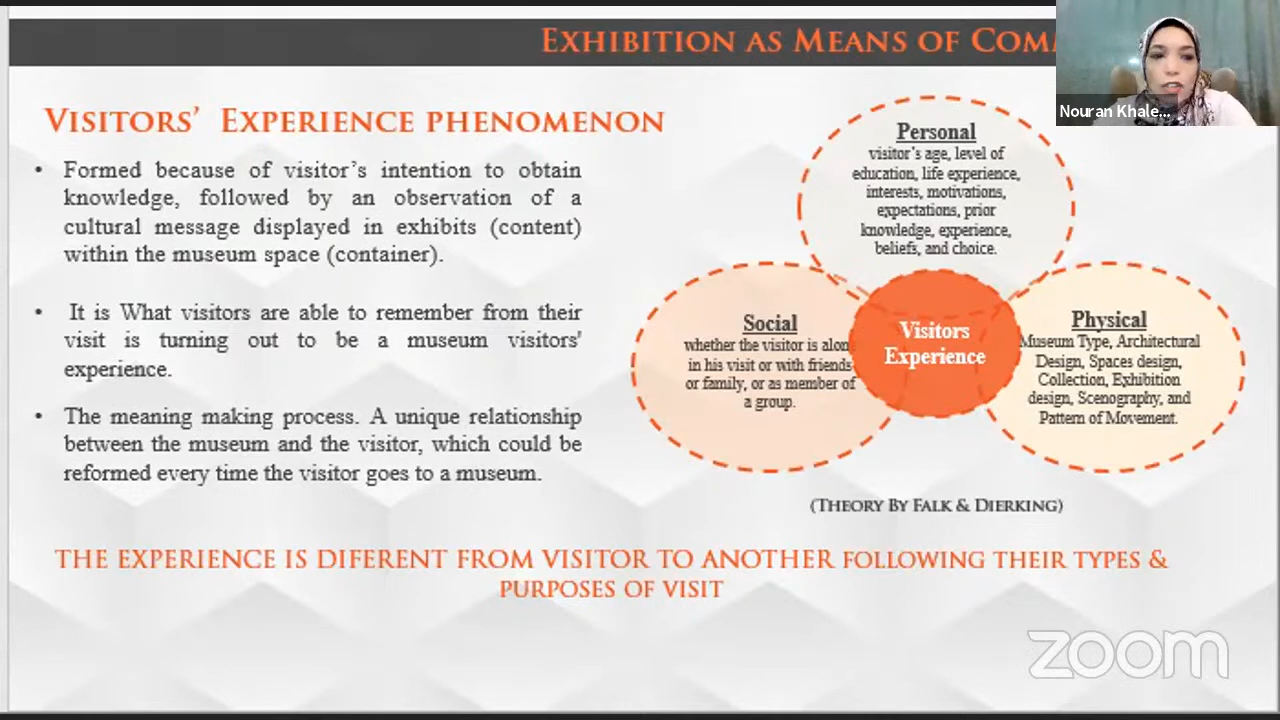 EXHIBITION AS MEANS OF
Nouran Khale...
VISITORS' EXPERIENCE PHENOMENON
• Formed because of visitor's intention to obtain
knowledge, followed by an observation of a
cultural message displayed in exhibits (content)
within the museum space (container).
• It is What visitors are able to remember from their
visit is turning out to be a museum visitors'
experience.
• The meaning making process. A unique relationship
between the museum and the visitor, which could be
reformed every time the visitor goes to a museum.
Personal
visitor's age, level of
education, life experience,
interests, motivations,
expectations, prior
knowledge, experience,
beliefs, and choice.
Social
whether the visitor is alone
in his visit or with friends
or family, or as member of
a group.
Visitors
Experience
Physical
Museum Type, Architectural
Design, Spaces design,
Collection, Exhibition
design, Scenography, and
Pattern of Movement.
(THEORY BY FALK & DIERKING)
THE EXPERIENCE IS DIFERENT FROM VISITOR TO ANOTHER FOLLOWING THEIR TYPES &
PURPOSES OF VISIT
zoom